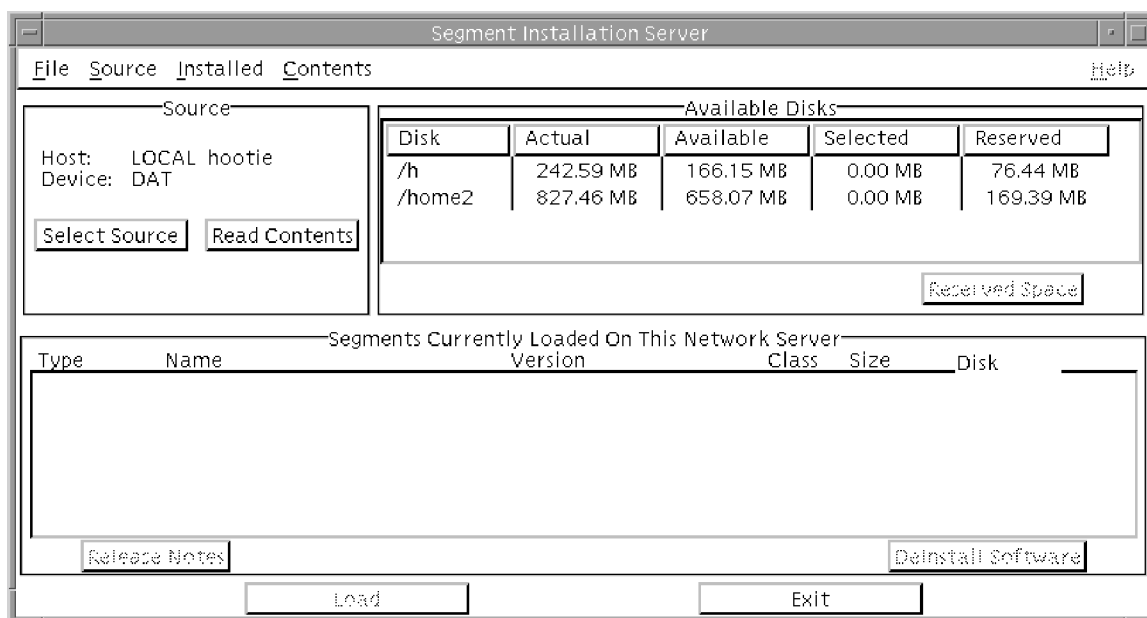 Segment Installation Server
File Source Installed Contents Help
Source
Host: LOCAL hootie
Device: DAT
Select Source Read Contents
Available Disks
Disk Actual Available Selected Reserved
/h 242.59 MB 166.15 MB 0.00 MB 76.44 MB
/home2 827.46 MB 658.07 MB 0.00 MB 169.39 MB
Reserved Space
Segments Currently Loaded On This Network Server
Type Name Version Class Size Disk
Release Notes Deinstall Software
Load Exit